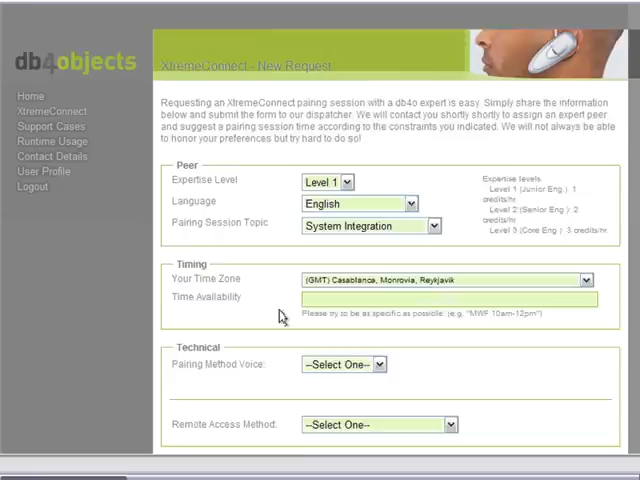 db4objects
XtremeConnect - New Request
Home
XtremeConnect
Support Cases
Runtime Usage
Contact Details
User Profile
Logout
Requesting an XtremeConnect pairing session with a db4o expert is easy. Simply share the information
below and submit the form to our dispatcher. We will contact you shortly shortly to assign an expert peer
and suggest a pairing session time according to the constraints you indicated. We will not always be able
to honor your preferences but try hard to do so!
Peer
Expertise Level
Level 1
Language
English
Pairing Session Topic
System Integration
Expertise levels:
Level 1 (Junior Eng.) 1
credits/hr.
Level 2 (Senior Eng.) 2
credits/hr.
Level 3 (Core Eng.) 3 credits/hr.
Timing
Your Time Zone
(GMT) Casablanca, Monrovia, Reykjavik
Time Availability
Please try to be as specific as possible. (e.g. "MWF 10am-12pm")
Technical
Pairing Method Voice:
--Select One--
Remote Access Method:
--Select One--